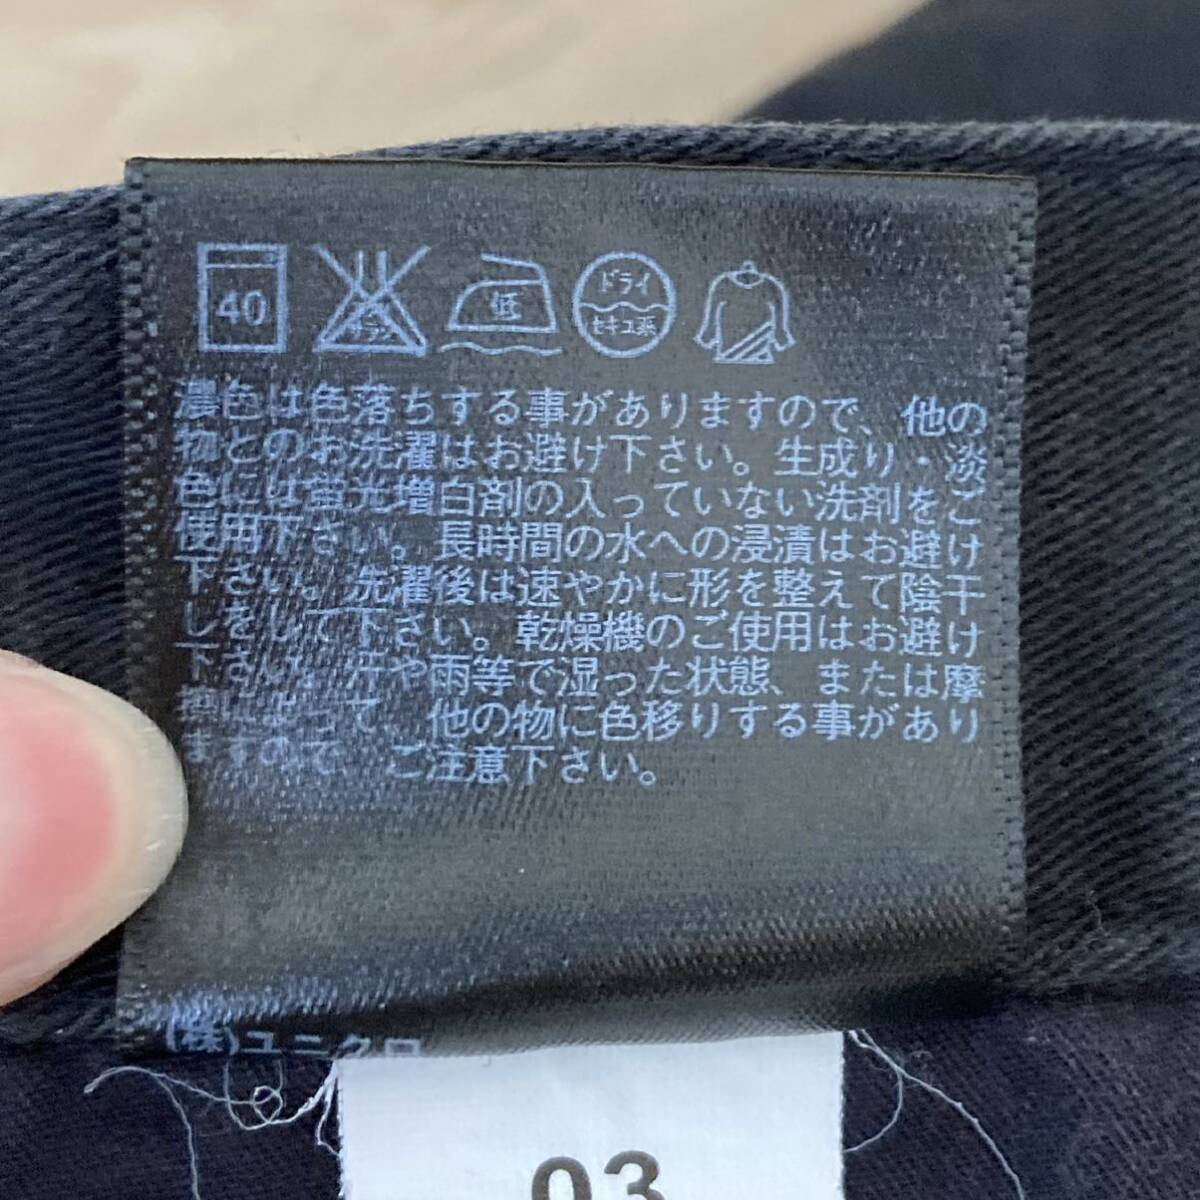 40
エンソサラシ
低
ドライ
セキユ系
濃色は色落ちする事がありますので、他の
物とのお洗濯はお避け下さい。生成り・淡
色には蛍光増白剤の入っていない洗剤をご
使用下さい。長時間の水への浸漬はお避け
下さい。洗濯後は速やかに形を整えて陰干
しをして下さい。乾燥機のご使用はお避け
下さい。汗や雨等で湿った状態、または摩
擦によって、他の物に色移りする事があり
ますので、ご注意下さい。
(株)ユニクロ
03